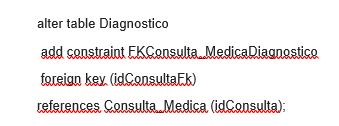 alter table Diagnostico
add constraint FKConsulta_MedicaDiagnostico
foreign key (idConsultaFk)
references Consulta_Medica (idConsulta);